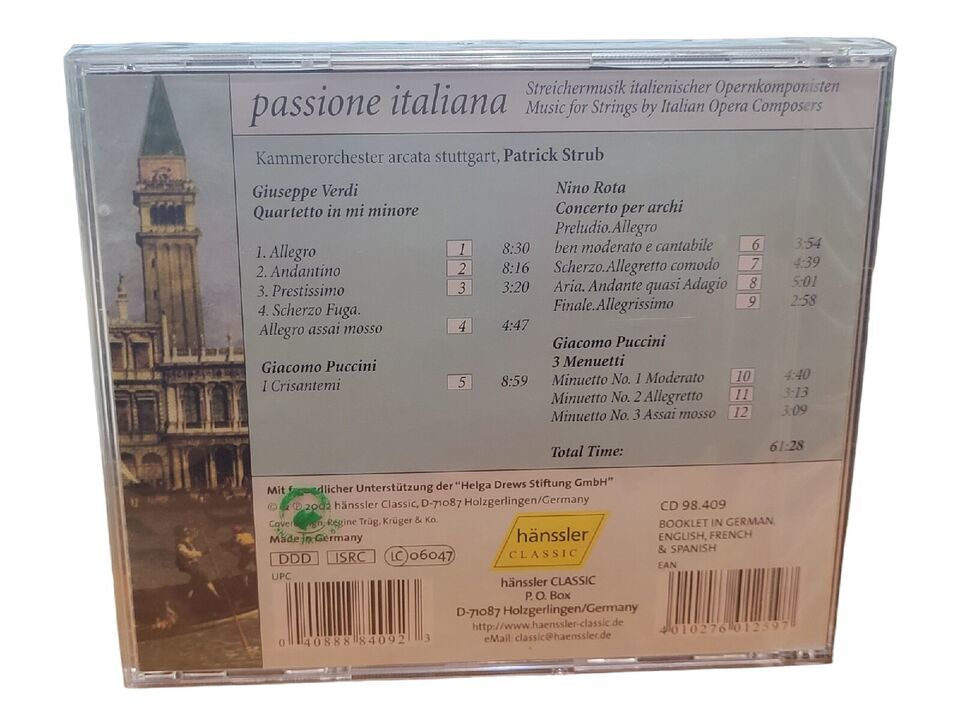 passione italiana
Streichermusik italienischer Opernkomponisten
Music for Strings by Italian Opera Composers
Kammerorchester arcata stuttgart, Patrick Strub
Giuseppe Verdi
Quartetto in mi minore
1. Allegro 1 8:30
2. Andantino 2 8:16
3. Prestissimo 3 3:20
4. Scherzo Fuga.
Allegro assai mosso 4 4:47
Giacomo Puccini
I Crisantemi 5 8:59
Nino Rota
Concerto per archi
Preludio.Allegro
ben moderato e cantabile 6 3:54
Scherzo.Allegretto comodo 7 4:39
Aria. Andante quasi Adagio 8 5:01
Finale.Allegrissimo 9 2:58
Giacomo Puccini
3 Menuetti
Minuetto No. 1 Moderato 10 4:40
Minuetto No. 2 Allegretto 11 3:13
Minuetto No. 3 Assai mosso 12 3:09
Total Time: 61:28
Mit Unterstützung der "Helga Drews Stiftung GmbH"
© & ℗ 2002 hänssler Classic, D-71087 Holzgerlingen/Germany
Regine Trüg, Krüger & Ko.
Made in Germany
DDD ISRC LC 06047
UPC
0 40888 84092 3
hänssler
CLASSIC
hänssler CLASSIC
P. O. Box
D-71087 Holzgerlingen/Germany
http://www.haenssler-classic.de
eMail: classic@haenssler.de
CD 98.409
BOOKLET IN GERMAN,
ENGLISH, FRENCH
& SPANISH
EAN
4 010276 012597